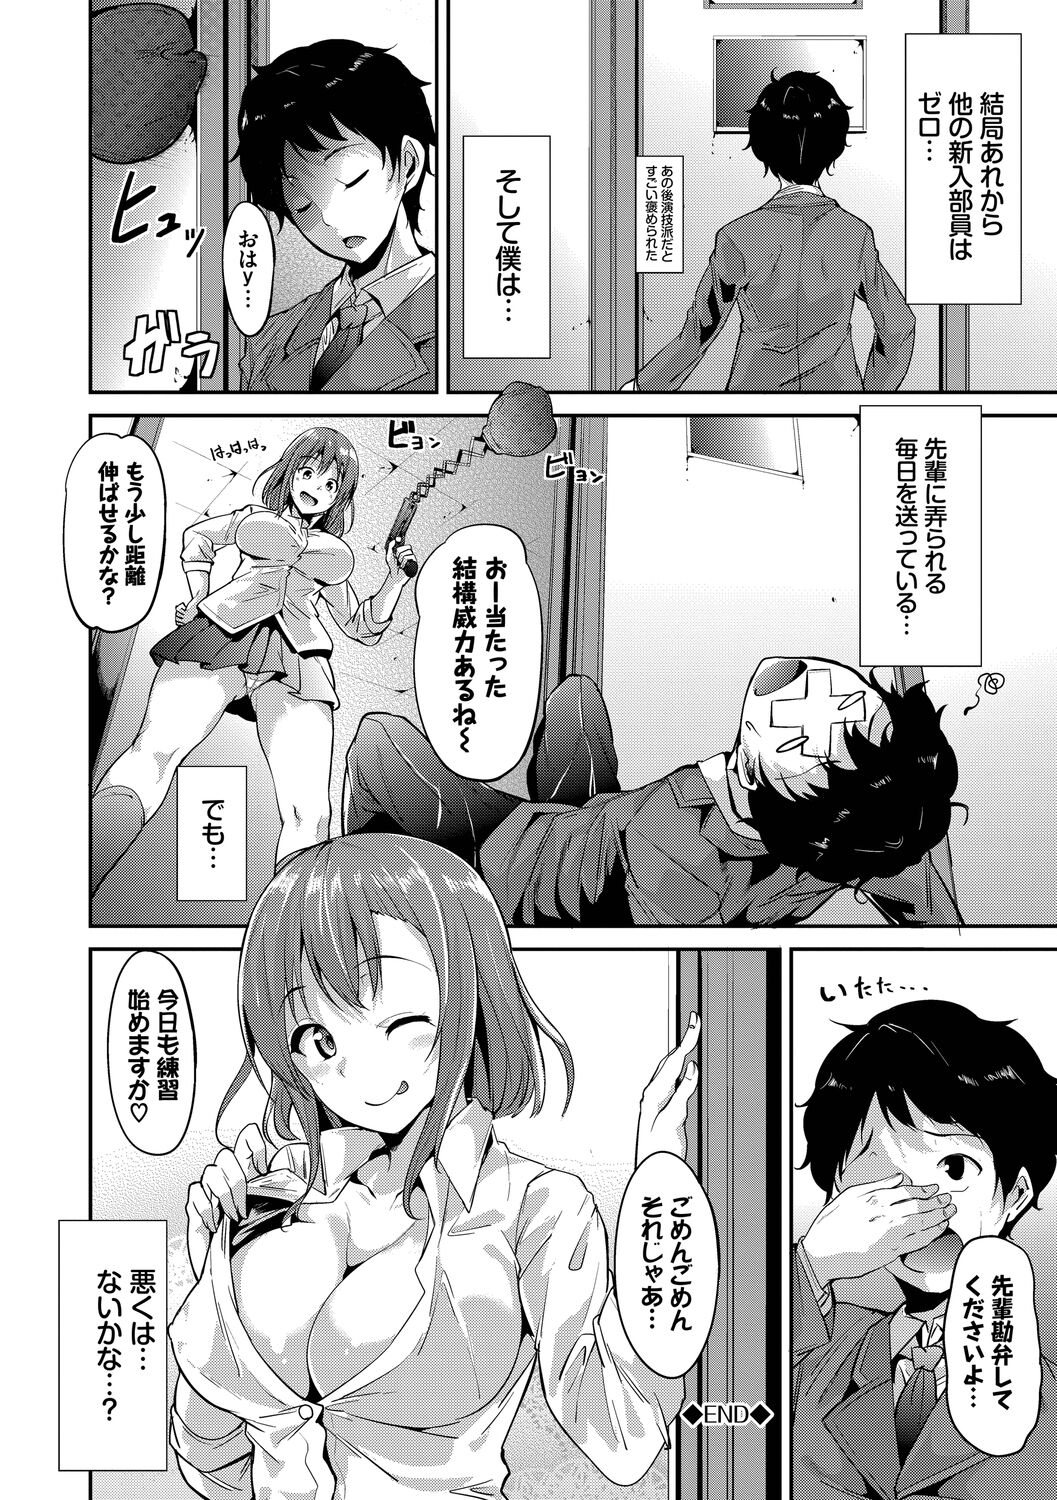 結局あれから
他の新入部員は
ゼロ…
あの後演技派だと
すごい褒められた
そして僕は…
おはy…
ヒュッ
ガラ
先輩に弄られる
毎日を送っている…
ビヨン
ビヨン
おー当たった
結構威力あるね〜
はっはっはっ
もう少し距離
伸ばせるかな？
でも…
いたた…
先輩勘弁して
くださいよ…
ごめんごめん
それじゃあ…
今日も練習
始めますか♡
悪くは…
ないかな…？
◆END◆